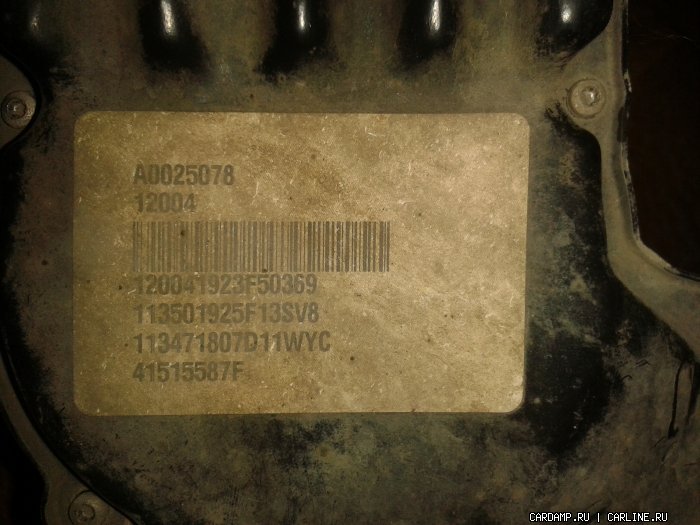 A0025078
12004
120041923F50369
113501925F13SV8
113471807D11WYC
41515587F
CARDAMP.RU | CARLINE.RU